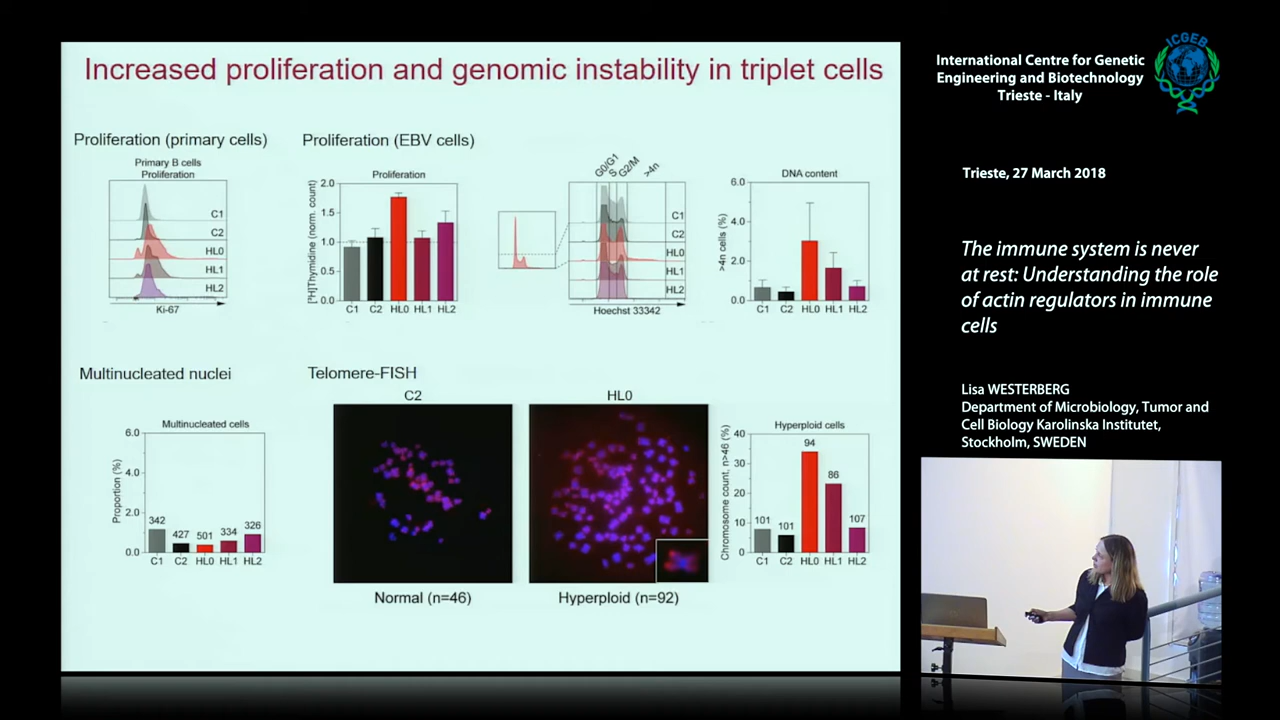 Increased proliferation and genomic instability in triplet cells
Proliferation (primary cells)
Primary B cells
Proliferation
C1
C2
HL0
HL1
HL2
Ki-67
Proliferation (EBV cells)
Proliferation
[³H]Thymidine (norm. count)
2.0
1.5
1.0
0.5
0.0
C1 C2 HL0 HL1 HL2
G0/G1
S
G2/M
>4n
C1
C2
HL0
HL1
HL2
Hoechst 33342
DNA content
>4n cells (%)
6.0
4.0
2.0
0.0
C1 C2 HL0 HL1 HL2
Multinucleated nuclei
Multinucleated cells
Proportion (%)
6.0
4.0
2.0
0.0
342 427 501 334 326
C1 C2 HL0 HL1 HL2
Telomere-FISH
C2
Normal (n=46)
HL0
Hyperploid (n=92)
Hyperploid cells
Chromosome count, n>46 (%)
40
30
20
10
0
101 101 94 86 107
C1 C2 HL0 HL1 HL2
International Centre for Genetic
Engineering and Biotechnology
Trieste - Italy
ICGEB
Trieste, 27 March 2018
The immune system is never
at rest: Understanding the role
of actin regulators in immune
cells
Lisa WESTERBERG
Department of Microbiology, Tumor and
Cell Biology Karolinska Institutet,
Stockholm, SWEDEN